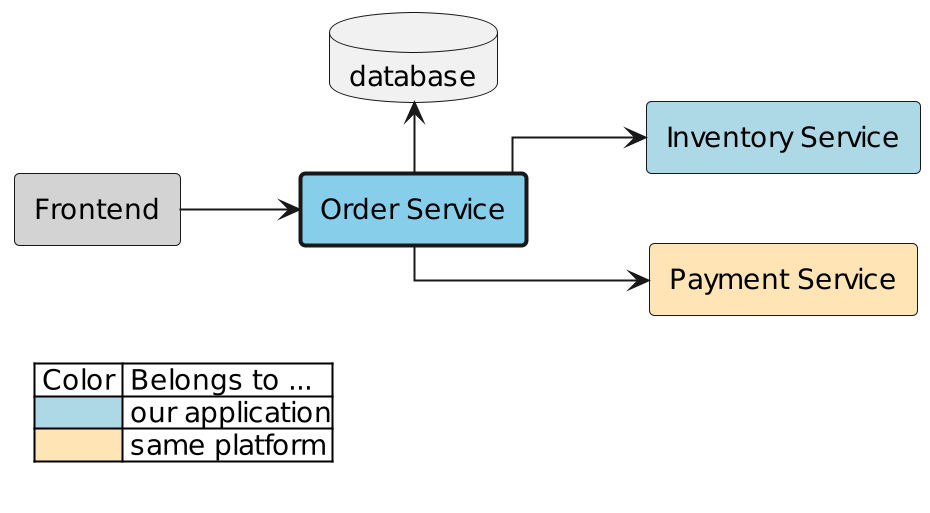 database
Inventory Service
Frontend
Order Service
Payment Service
Color Belongs to ...
our application
same platform